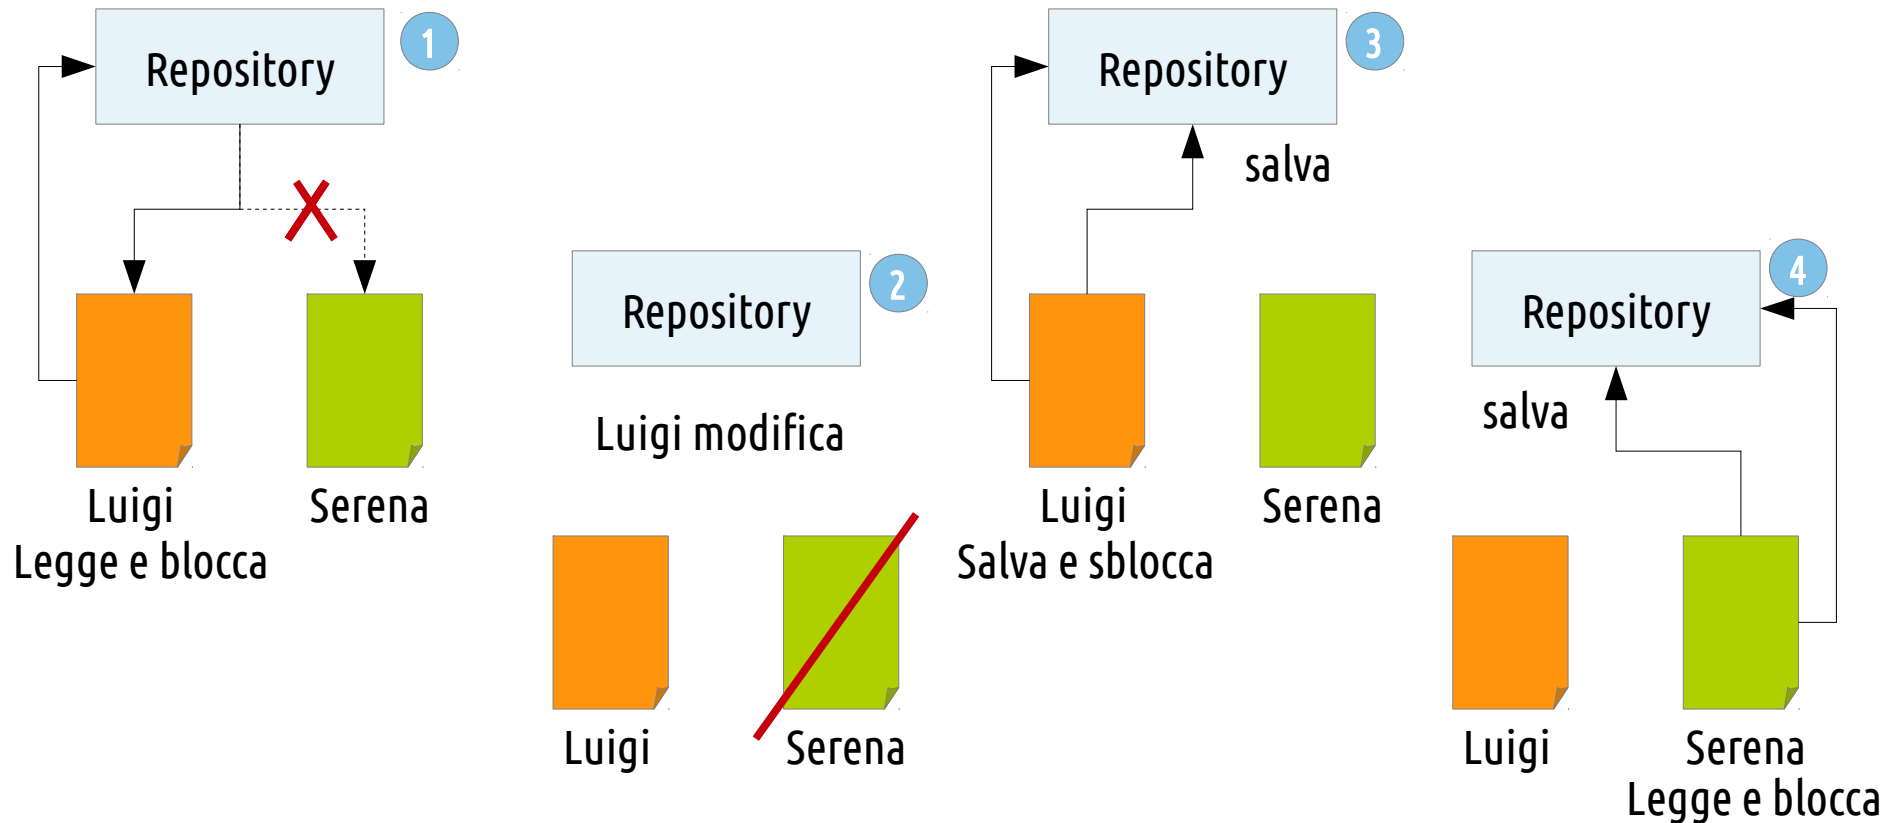 1
Repository
Luigi
Legge e blocca
Serena
2
Repository
Luigi modifica
Luigi
Serena
3
Repository
salva
Luigi
Salva e sblocca
Serena
4
Repository
salva
Luigi
Serena
Legge e blocca